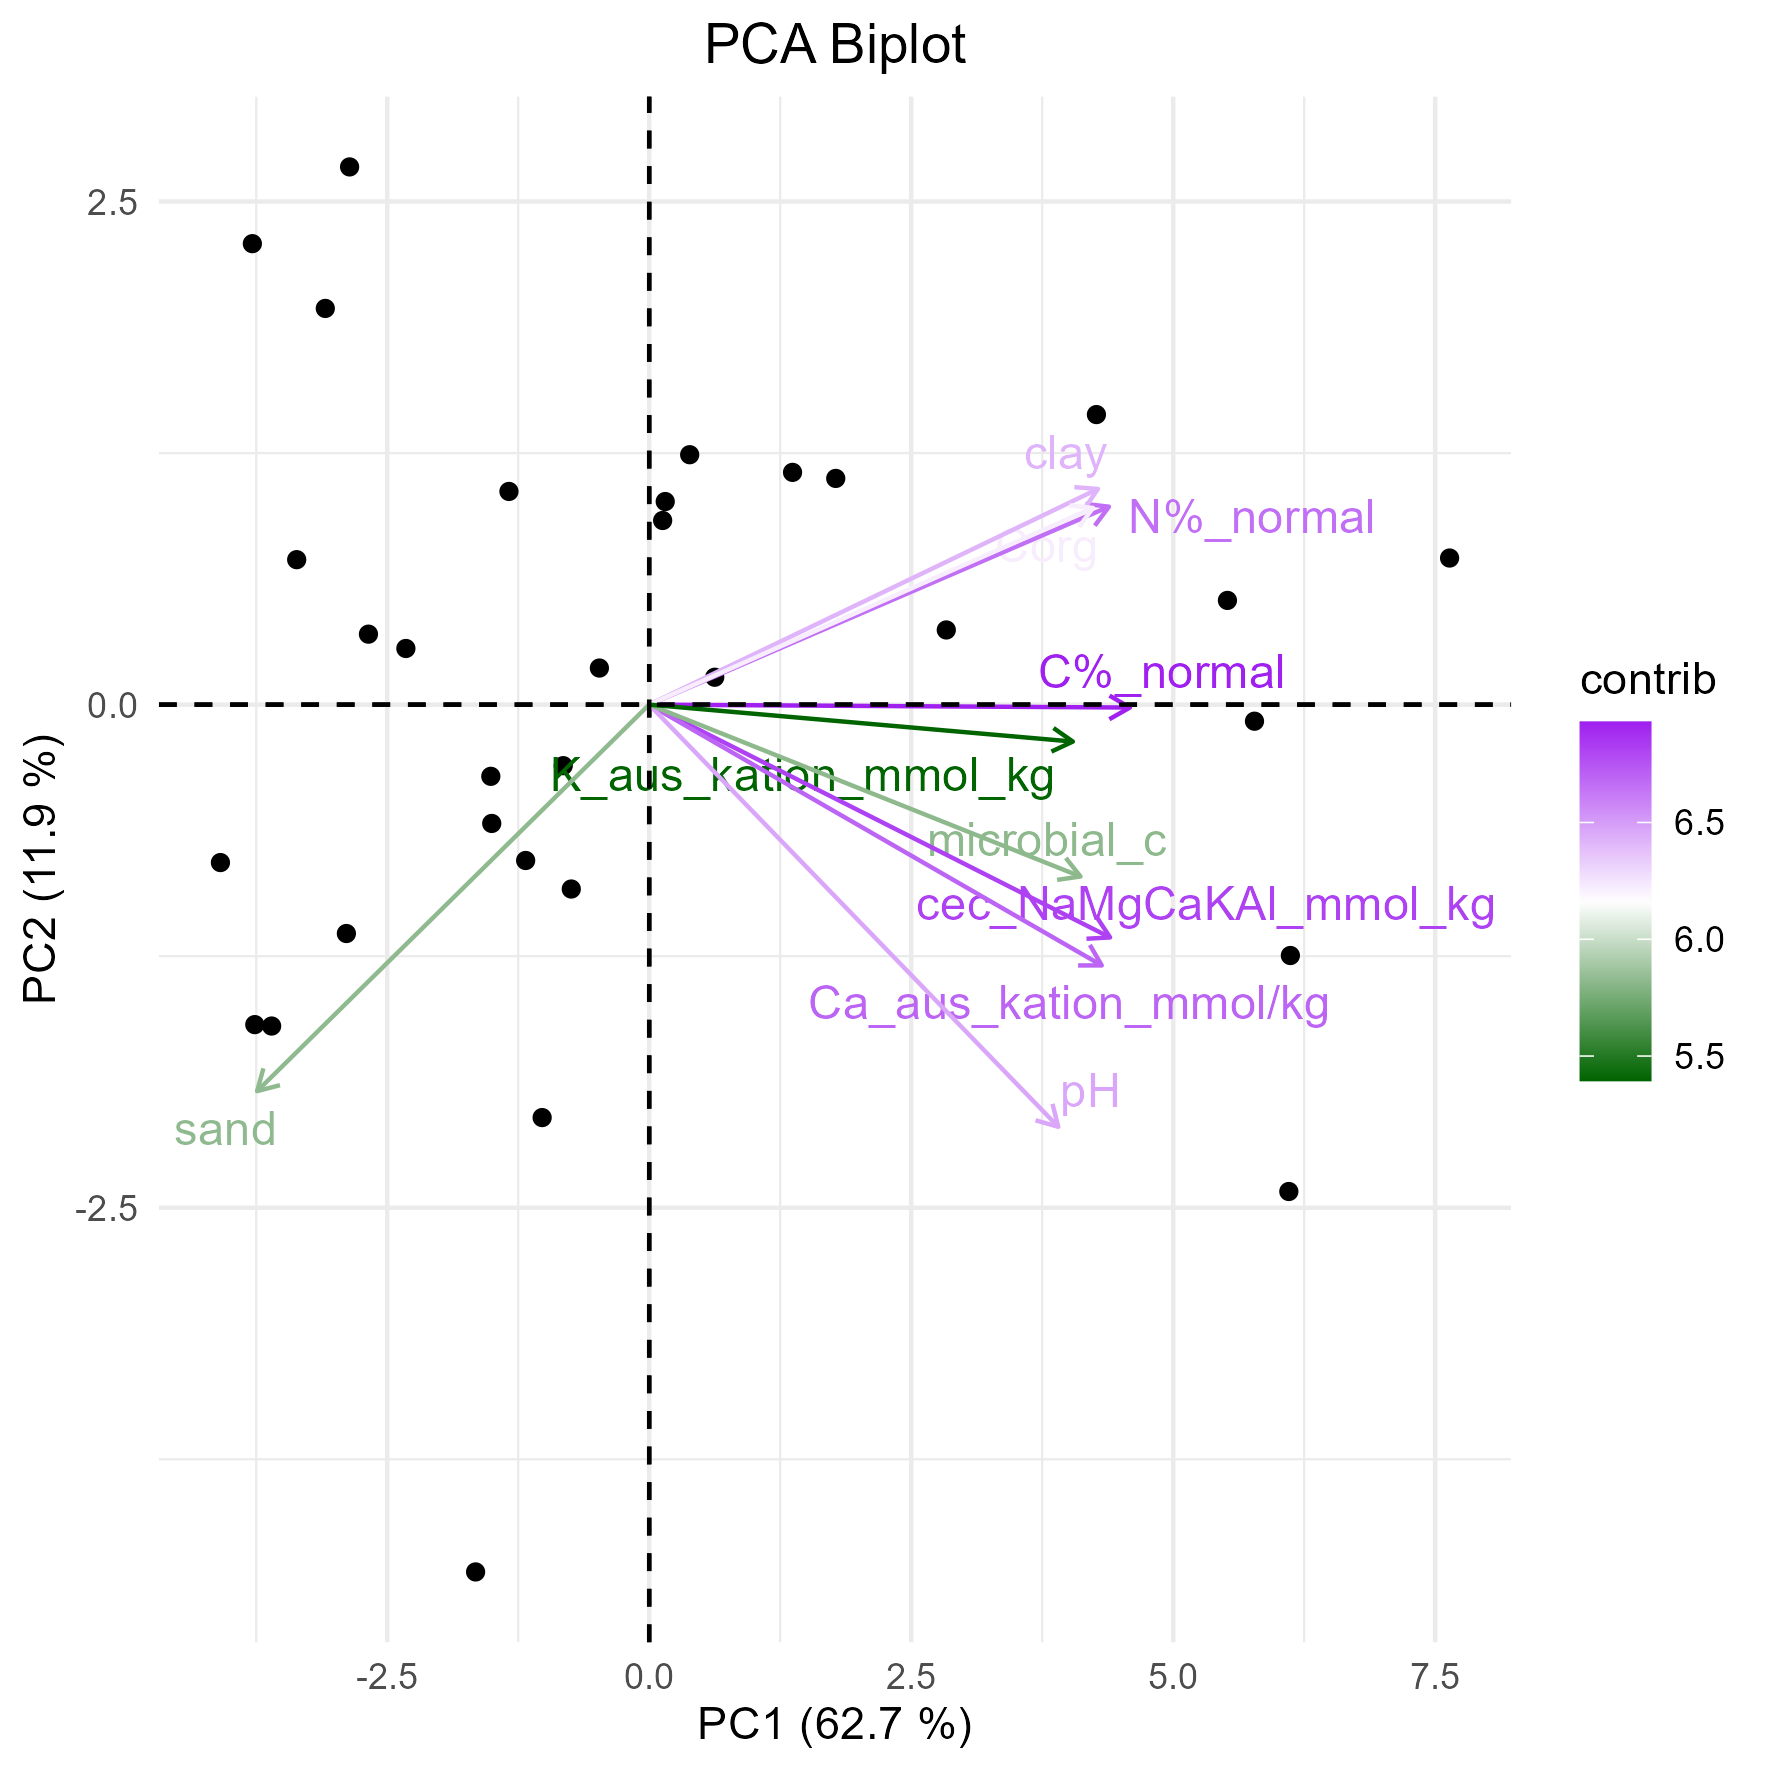 PCA Biplot
2.5
0.0
-2.5
PC2 (11.9 %)
clay
N%_normal
Corg
C%_normal
K_aus_kation_mmol_kg
microbial_c
cec_NaMgCaKAl_mmol_kg
Ca_aus_kation_mmol/kg
pH
sand
contrib
6.5
6.0
5.5
-2.5
0.0
2.5
5.0
7.5
PC1 (62.7 %)